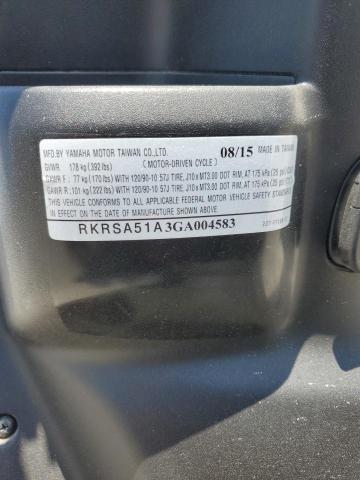 MFD.BY YAMAHA MOTOR TAIWAN CO.,LTD. 08/15 MADE IN TAIWAN
GVWR : 178 kg (392 lbs) (MOTOR-DRIVEN CYCLE)
GAWR F : 77 kg (170 lbs) WITH 120/90-10 57J TIRE, J10 x MT3.00 DOT RIM, AT 175 kPa (25 psi)
GAWR R : 101 kg (222 lbs) WITH 120/90-10 57J TIRE, J10 x MT3.00 DOT RIM, AT 175 kPa (25 psi)
THIS VEHICLE CONFORMS TO ALL APPLICABLE FEDERAL MOTOR VEHICLE SAFETY STANDARDS IN
EFFECT ON THE DATE OF MANUFACTURE SHOWN ABOVE.
RKRSA51A3GA004583